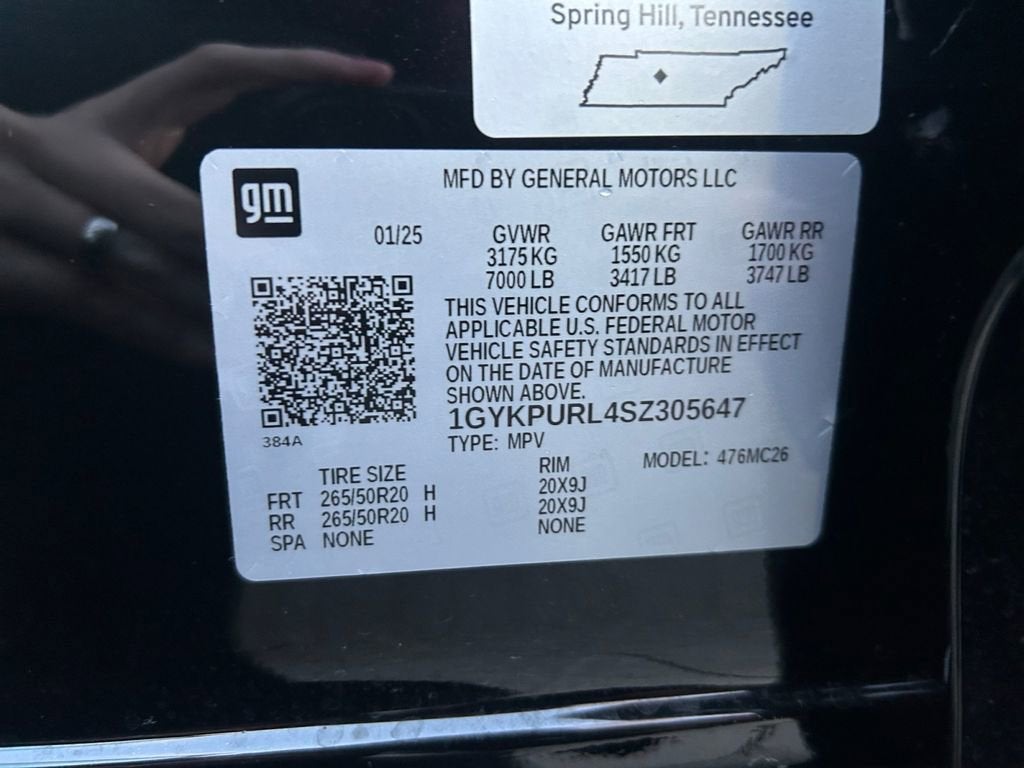 Spring Hill, Tennessee
gm
MFD BY GENERAL MOTORS LLC
01/25 GVWR GAWR FRT GAWR RR
3175 KG 1550 KG 1700 KG
7000 LB 3417 LB 3747 LB
THIS VEHICLE CONFORMS TO ALL
APPLICABLE U.S. FEDERAL MOTOR
VEHICLE SAFETY STANDARDS IN EFFECT
ON THE DATE OF MANUFACTURE
SHOWN ABOVE.
1GYKPURL4SZ305647
384A
TYPE: MPV
MODEL: 476MC26
TIRE SIZE RIM
FRT 265/50R20 H 20X9J
RR 265/50R20 H 20X9J
SPA NONE NONE